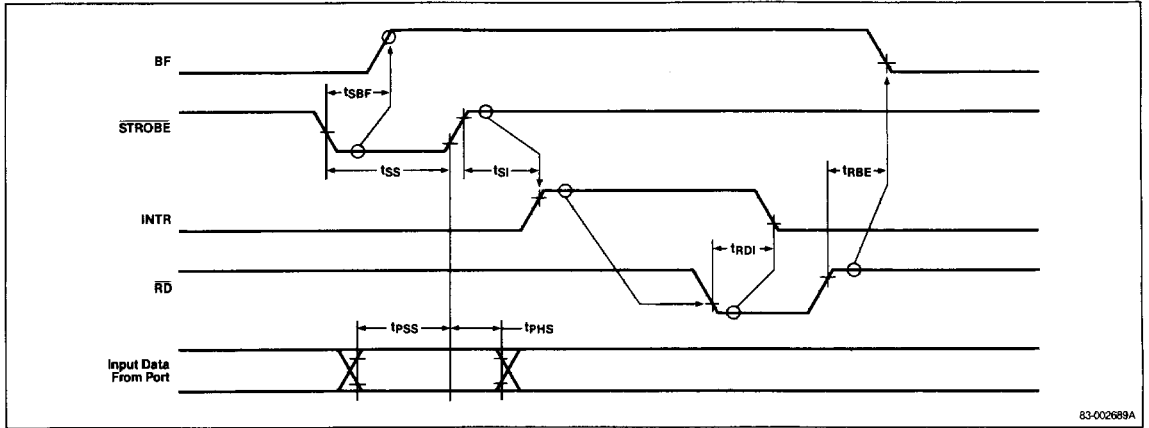 BF
tSBF
STROBE
tSS
tSI
INTR
tRBE
tRDI
RD
tPSS
tPHS
Input Data
From Port
83-002689A